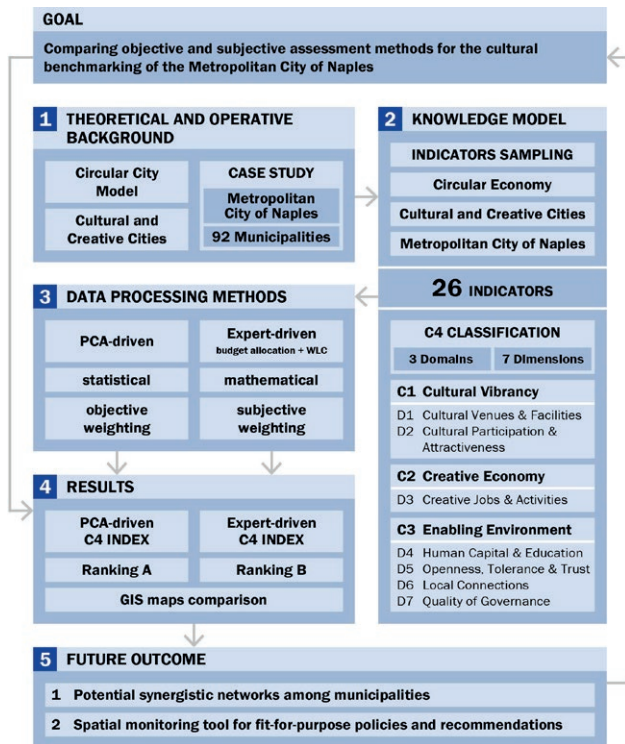 GOAL
Comparing objective and subjective assessment methods for the cultural
benchmarking of the Metropolitan City of Naples
1 THEORETICAL AND OPERATIVE
BACKGROUND
Circular City
Model
Cultural and
Creative Cities
CASE STUDY
Metropolitan
City of Naples
92 Municipalities
2 KNOWLEDGE MODEL
INDICATORS SAMPLING
Circular Economy
Cultural and Creative Cities
Metropolitan City of Naples
26 INDICATORS
C4 CLASSIFICATION
3 Domains
7 Dimensions
C1 Cultural Vibrancy
D1 Cultural Venues & Facilities
D2 Cultural Participation &
Attractiveness
C2 Creative Economy
D3 Creative Jobs & Activities
C3 Enabling Environment
D4 Human Capital & Education
D5 Openness, Tolerance & Trust
D6 Local Connections
D7 Quality of Governance
3 DATA PROCESSING METHODS
PCA-driven
statistical
objective
weighting
Expert-driven
budget allocation + WLC
mathematical
subjective
weighting
4 RESULTS
PCA-driven
C4 INDEX
Ranking A
Expert-driven
C4 INDEX
Ranking B
GIS maps comparison
5 FUTURE OUTCOME
1 Potential synergistic networks among municipalities
2 Spatial monitoring tool for fit-for-purpose policies and recommendations